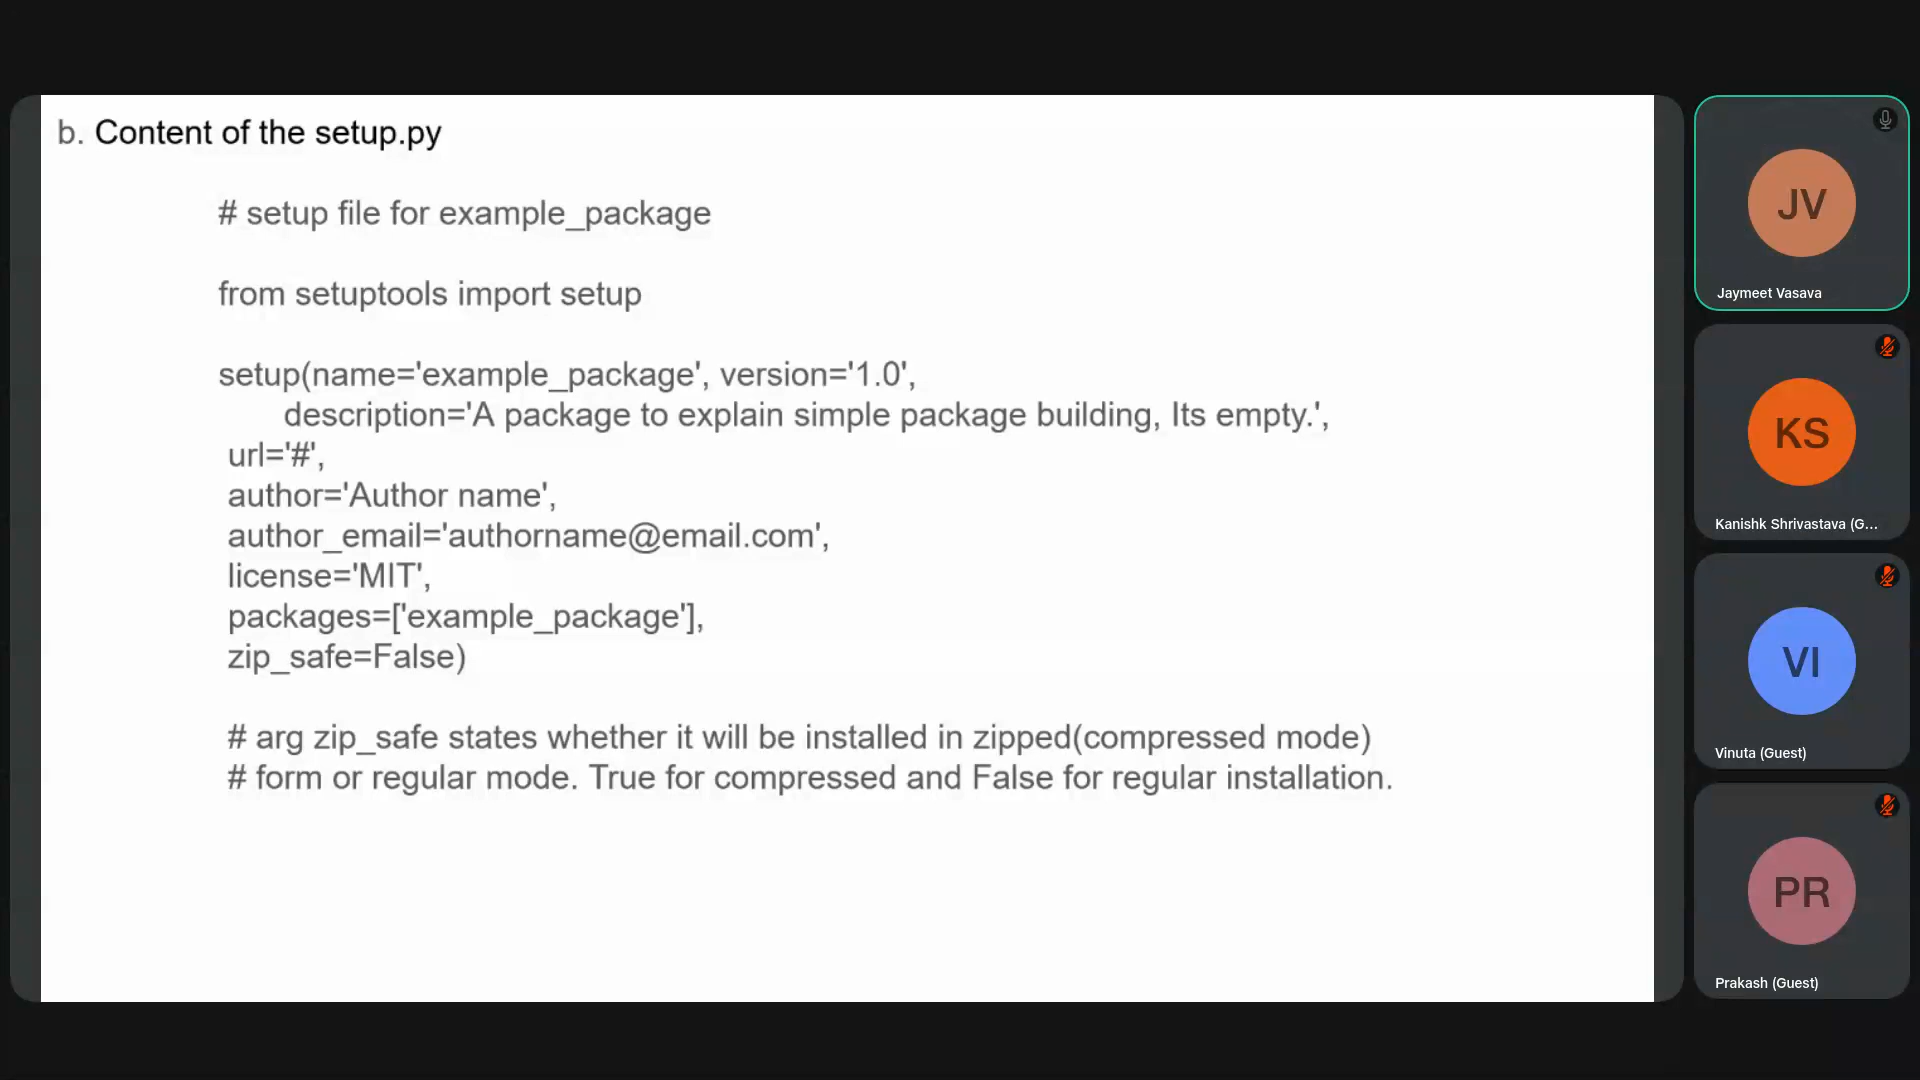 b. Content of the setup.py
# setup file for example_package
from setuptools import setup
setup(name='example_package', version='1.0',
description='A package to explain simple package building, Its empty.',
url='#',
author='Author name',
author_email='authorname@email.com',
license='MIT',
packages=['example_package'],
zip_safe=False)
# arg zip_safe states whether it will be installed in zipped(compressed mode)
# form or regular mode. True for compressed and False for regular installation.
JV
Jaymeet Vasava
KS
Kanishk Shrivastava (G...
VI
Vinuta (Guest)
PR
Prakash (Guest)